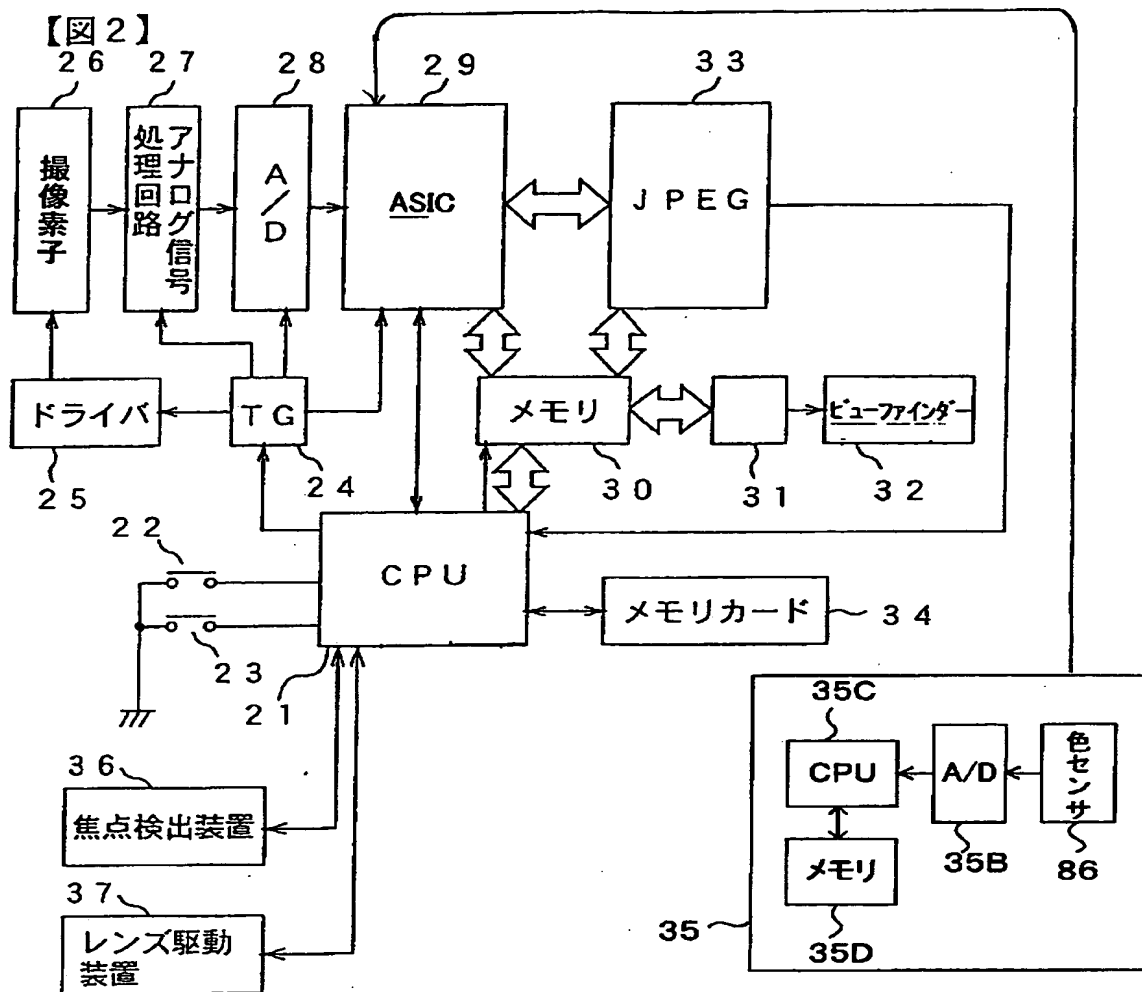 【図2】
26
27
28
29
33
撮像素子
アナログ信号
処理回路
A/D
ASIC
JPEG
ドライバ
TG
メモリ
ビューファインダー
25
24
30
31
32
22
CPU
メモリカード
34
23
21
35C
色センサ
36
CPU
A/D
焦点検出装置
35B
86
37
メモリ
35
35D
レンズ駆動
装置